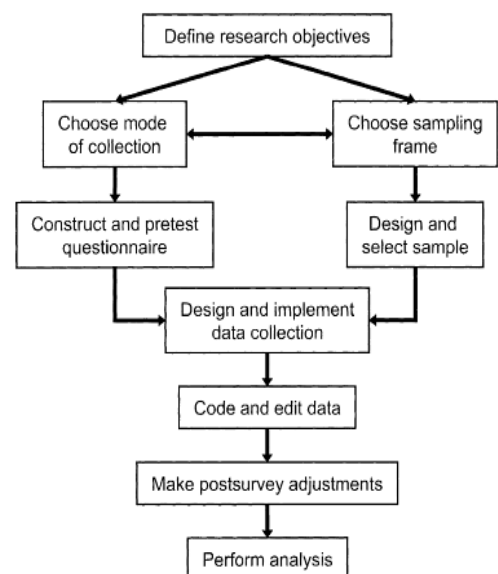 Define research objectives
Choose mode
of collection
Choose sampling
frame
Construct and pretest
questionnaire
Design and
select sample
Design and implement
data collection
Code and edit data
Make postsurvey adjustments
Perform analysis